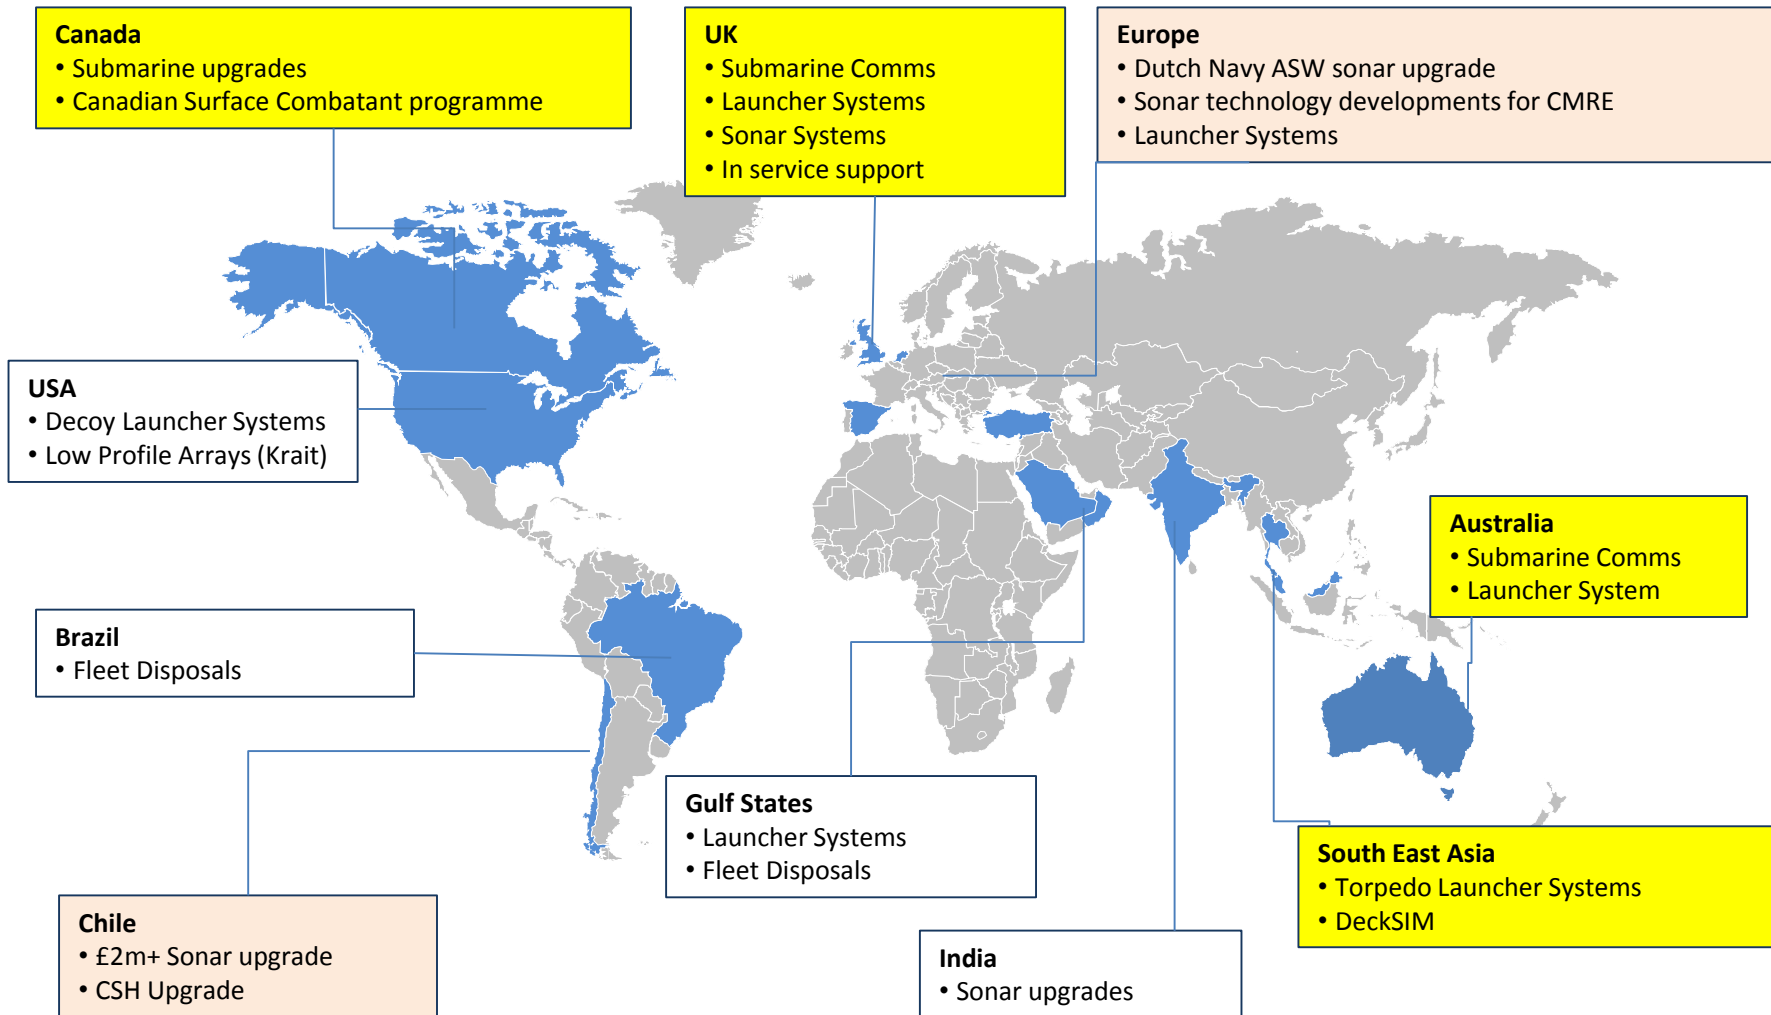 Canada
• Submarine upgrades
• Canadian Surface Combatant programme
UK
• Submarine Comms
• Launcher Systems
• Sonar Systems
• In service support
Europe
• Dutch Navy ASW sonar upgrade
• Sonar technology developments for CMRE
• Launcher Systems
USA
• Decoy Launcher Systems
• Low Profile Arrays (Krait)
Australia
• Submarine Comms
• Launcher System
Brazil
• Fleet Disposals
Gulf States
• Launcher Systems
• Fleet Disposals
South East Asia
• Torpedo Launcher Systems
• DeckSIM
Chile
• £2m+ Sonar upgrade
• CSH Upgrade
India
• Sonar upgrades